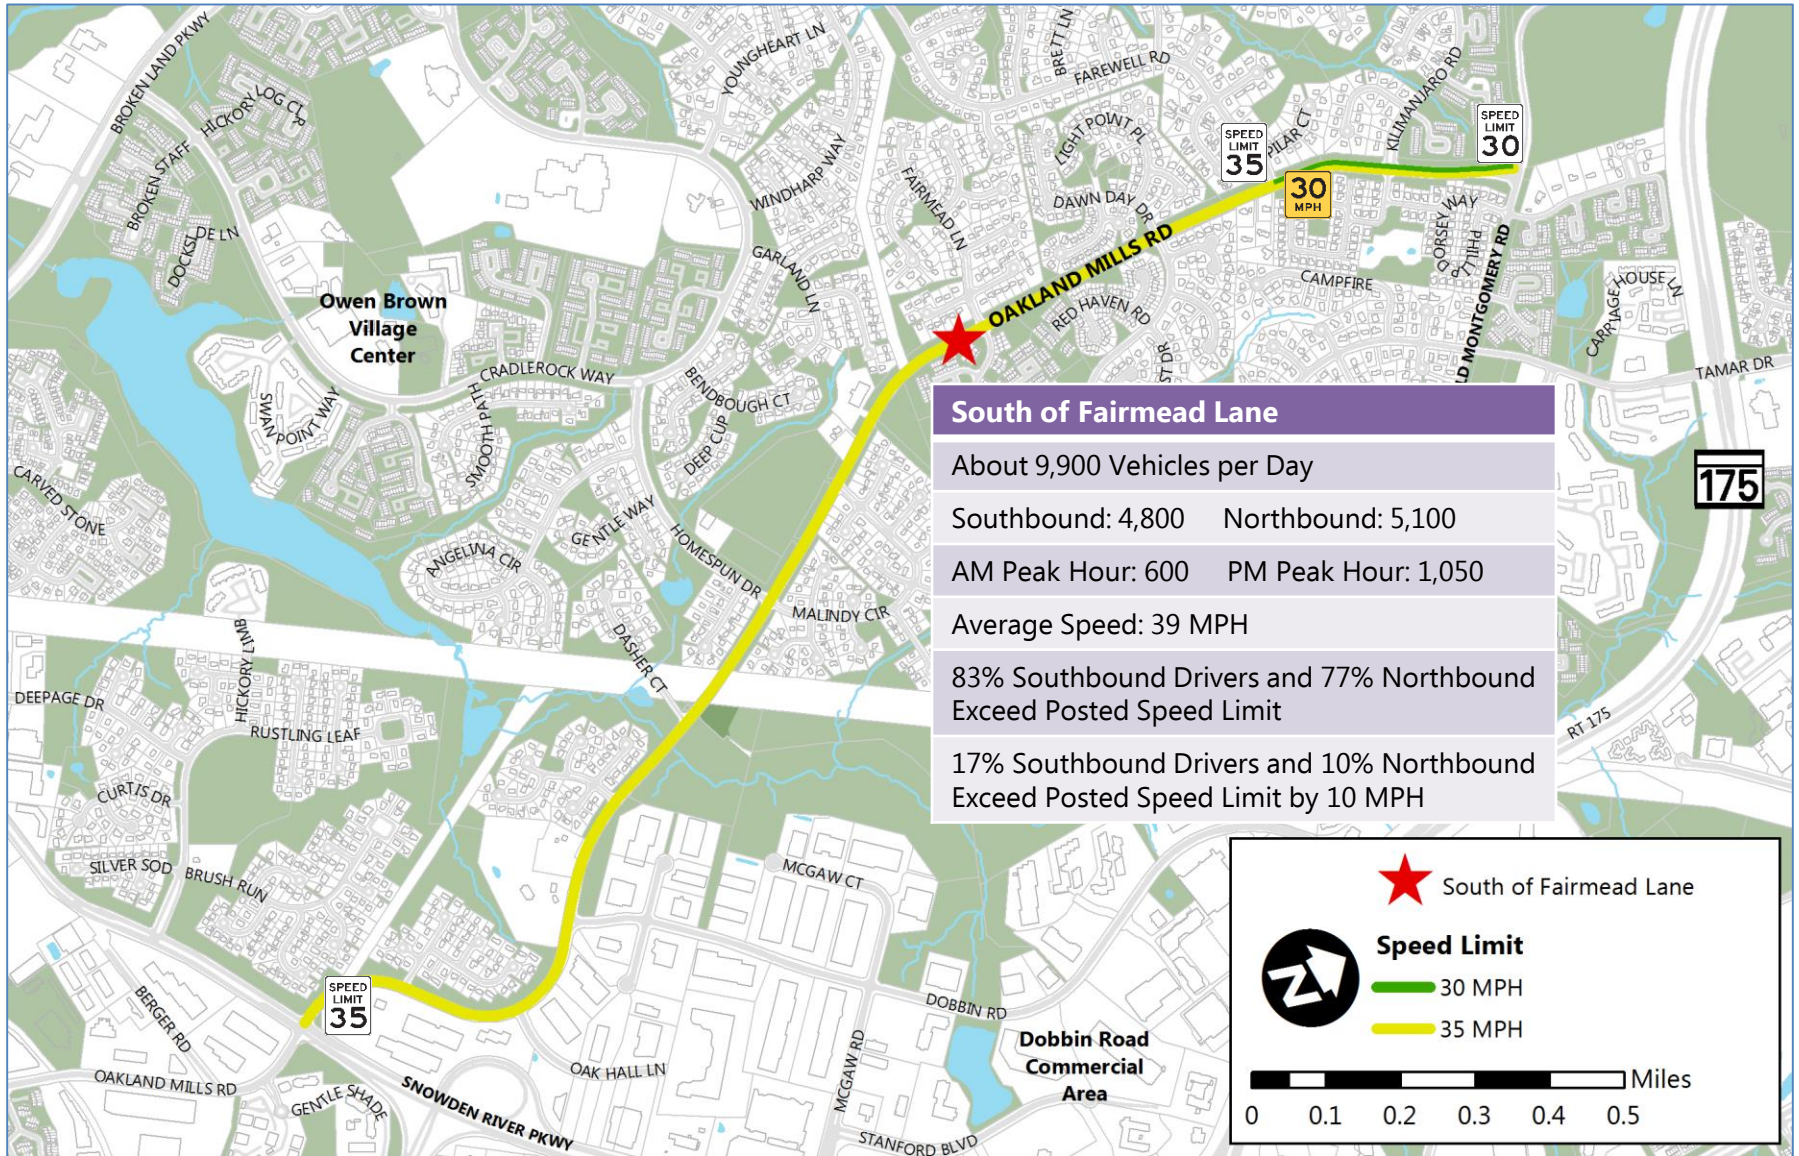 BROKEN LAND PKWY
HICKORY LOG CIR
BROKEN STAFF
DOCKSIDE LN
YOUNGHEART LN
BRETT LN
FAREWELL RD
KILIMANJARO RD
PILAR CT
SPEED
LIMIT
35
SPEED
LIMIT
30
30
MPH
LIGHT POINT PL
WINDHARP WAY
FAIRMEAD LN
DAWN DAY DR
DORSEY WAY
PHILLIP DR
OAKLAND MILLS RD
GARLAND LN
CAMPFIRE
RED HAVEN RD
ST DR
LD MONTGOMERY RD
CARRIAGE HOUSE LN
TAMAR DR
Owen Brown
Village
Center
CRADLEROCK WAY
SWAN POINT WAY
SMOOTH PATH
BENDBOUGH CT
DEEP CUP
CARVED STONE
GENTLE WAY
ANGELINA CIR
HOMESPUN DR
MALINDY CIR
DASHER CT
175
RT 175
South of Fairmead Lane
About 9,900 Vehicles per Day
Southbound: 4,800 Northbound: 5,100
AM Peak Hour: 600 PM Peak Hour: 1,050
Average Speed: 39 MPH
83% Southbound Drivers and 77% Northbound
Exceed Posted Speed Limit
17% Southbound Drivers and 10% Northbound
Exceed Posted Speed Limit by 10 MPH
HICKORY LIMB
DEEPAGE DR
RUSTLING LEAF
CURTIS DR
SILVER SOD
BRUSH RUN
MCGAW CT
SPEED
LIMIT
35
BERGER RD
OAKLAND MILLS RD
GENTLE SHADE
SNOWDEN RIVER PKWY
OAK HALL LN
MCGAW RD
DOBBIN RD
Dobbin Road
Commercial
Area
STANFORD BLVD
South of Fairmead Lane
N
Speed Limit
30 MPH
35 MPH
Miles
0 0.1 0.2 0.3 0.4 0.5